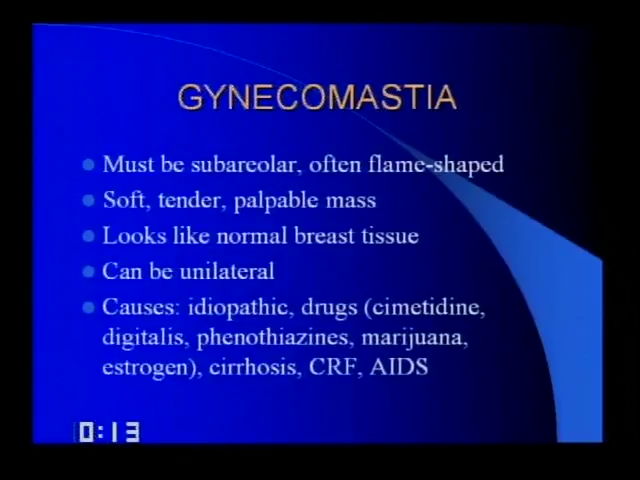 GYNECOMASTIA
Must be subareolar, often flame-shaped
Soft, tender, palpable mass
Looks like normal breast tissue
Can be unilateral
Causes: idiopathic, drugs (cimetidine,
digitalis, phenothiazines, marijuana,
estrogen), cirrhosis, CRF, AIDS
0:13